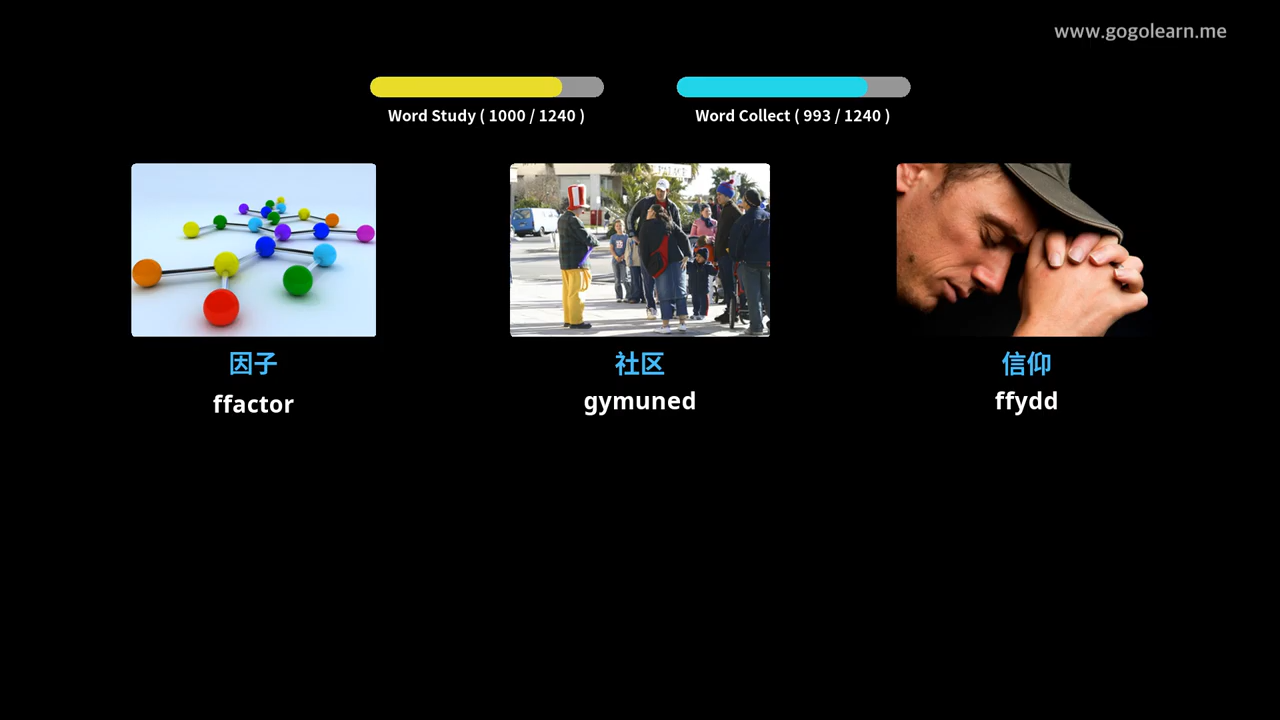 www.gogolearn.me
Word Study ( 1000 / 1240 )
Word Collect ( 993 / 1240 )
因子
社区
信仰
ffactor
gymuned
ffydd